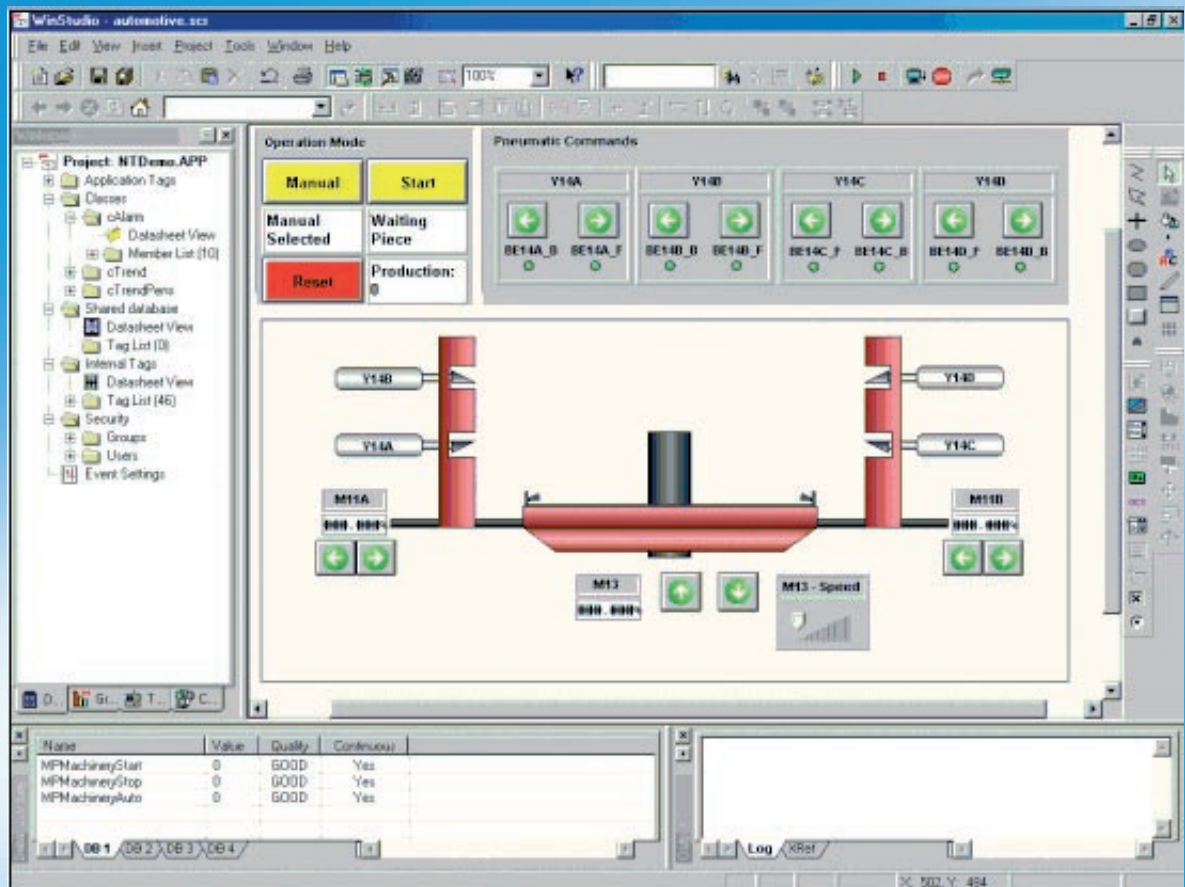 WinStudio - automotive.scr
File Edit View Insert Project Tools Window Help
100%
Project: NTDemo.APP
Application Tags
Classes
cAlarm
Datasheet View
Member List (10)
cTrend
cTrendPens
Shared database
Datasheet View
Tag List (0)
Internal Tags
Datasheet View
Tag List (46)
Security
Groups
Users
Event Settings
D... Gr... T... C...
Operation Mode
Manual Start
Manual Selected
Waiting Piece
Reset
Production: 0
Pneumatic Commands
Y14A Y14B Y14C Y14D
BE14A_B BE14A_F BE14B_B BE14B_F BE14C_F BE14C_B BE14D_F BE14D_B
Y14B Y14D
Y14A Y14C
M11A M11B
M13
M13 - Speed
Name Value Quality Continuous
MPMachineryStart 0 GOOD Yes
MPMachineryStop 0 GOOD Yes
MPMachineryAuto 0 GOOD Yes
DB 1 DB 2 DB 3 DB 4
Log XRef
X: 502 Y: 484